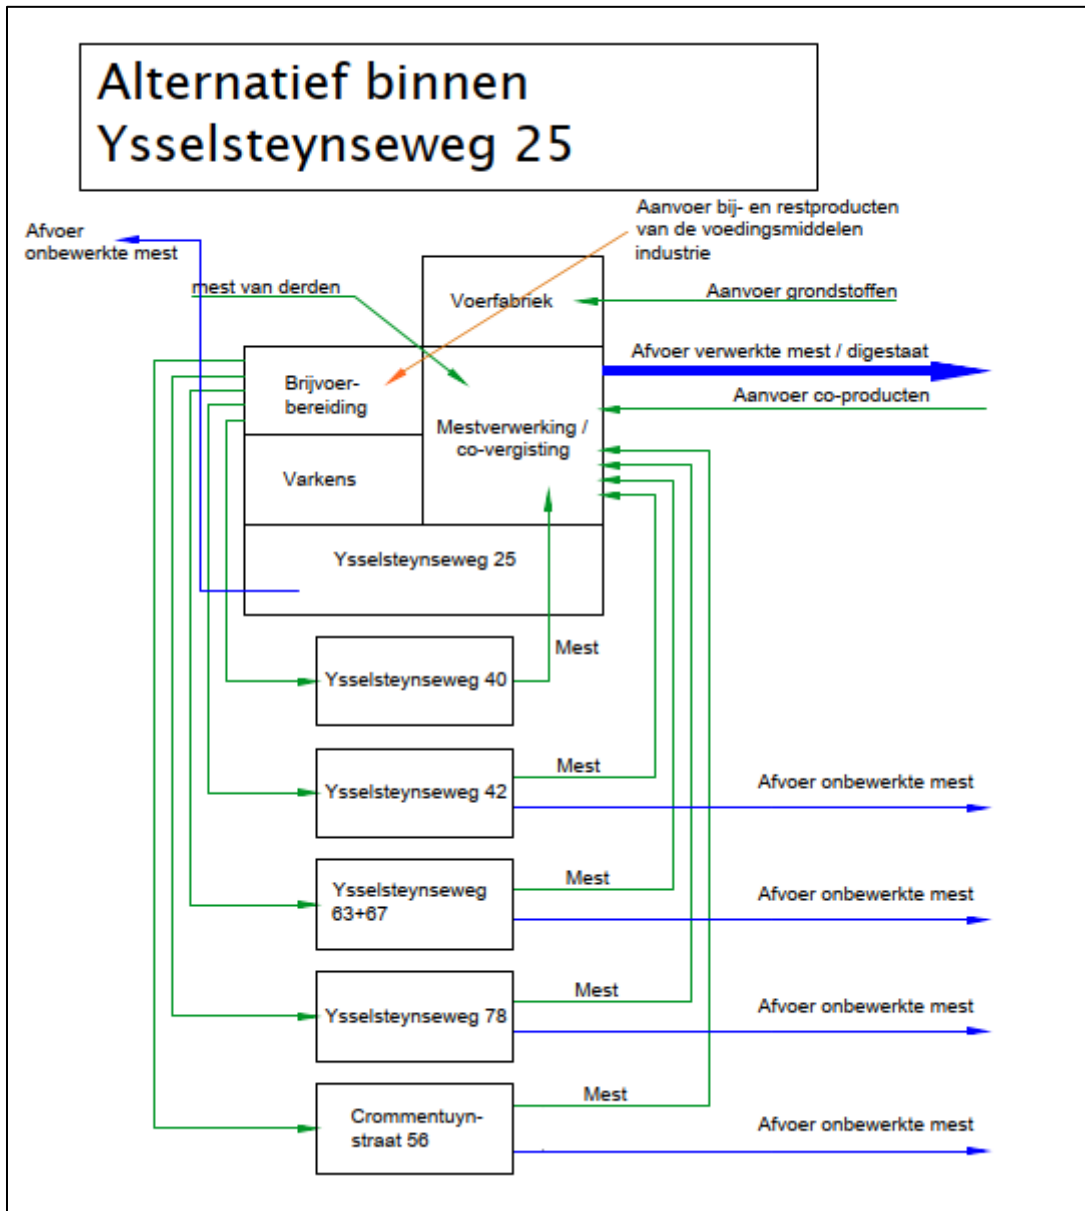 Alternatief binnen
Ysselsteynseweg 25
Afvoer
onbewerkte mest
Aanvoer bij- en restproducten
van de voedingsmiddelen
industrie
mest van derden
Voerfabriek
Aanvoer grondstoffen
Afvoer verwerkte mest / digestaat
Brijvoer-
bereiding
Aanvoer co-producten
Mestverwerking /
co-vergisting
Varkens
Ysselsteynseweg 25
Mest
Ysselsteynseweg 40
Mest
Ysselsteynseweg 42
Afvoer onbewerkte mest
Mest
Ysselsteynseweg
63+67
Afvoer onbewerkte mest
Mest
Ysselsteynseweg 78
Afvoer onbewerkte mest
Mest
Crommentuyn-
straat 56
Afvoer onbewerkte mest